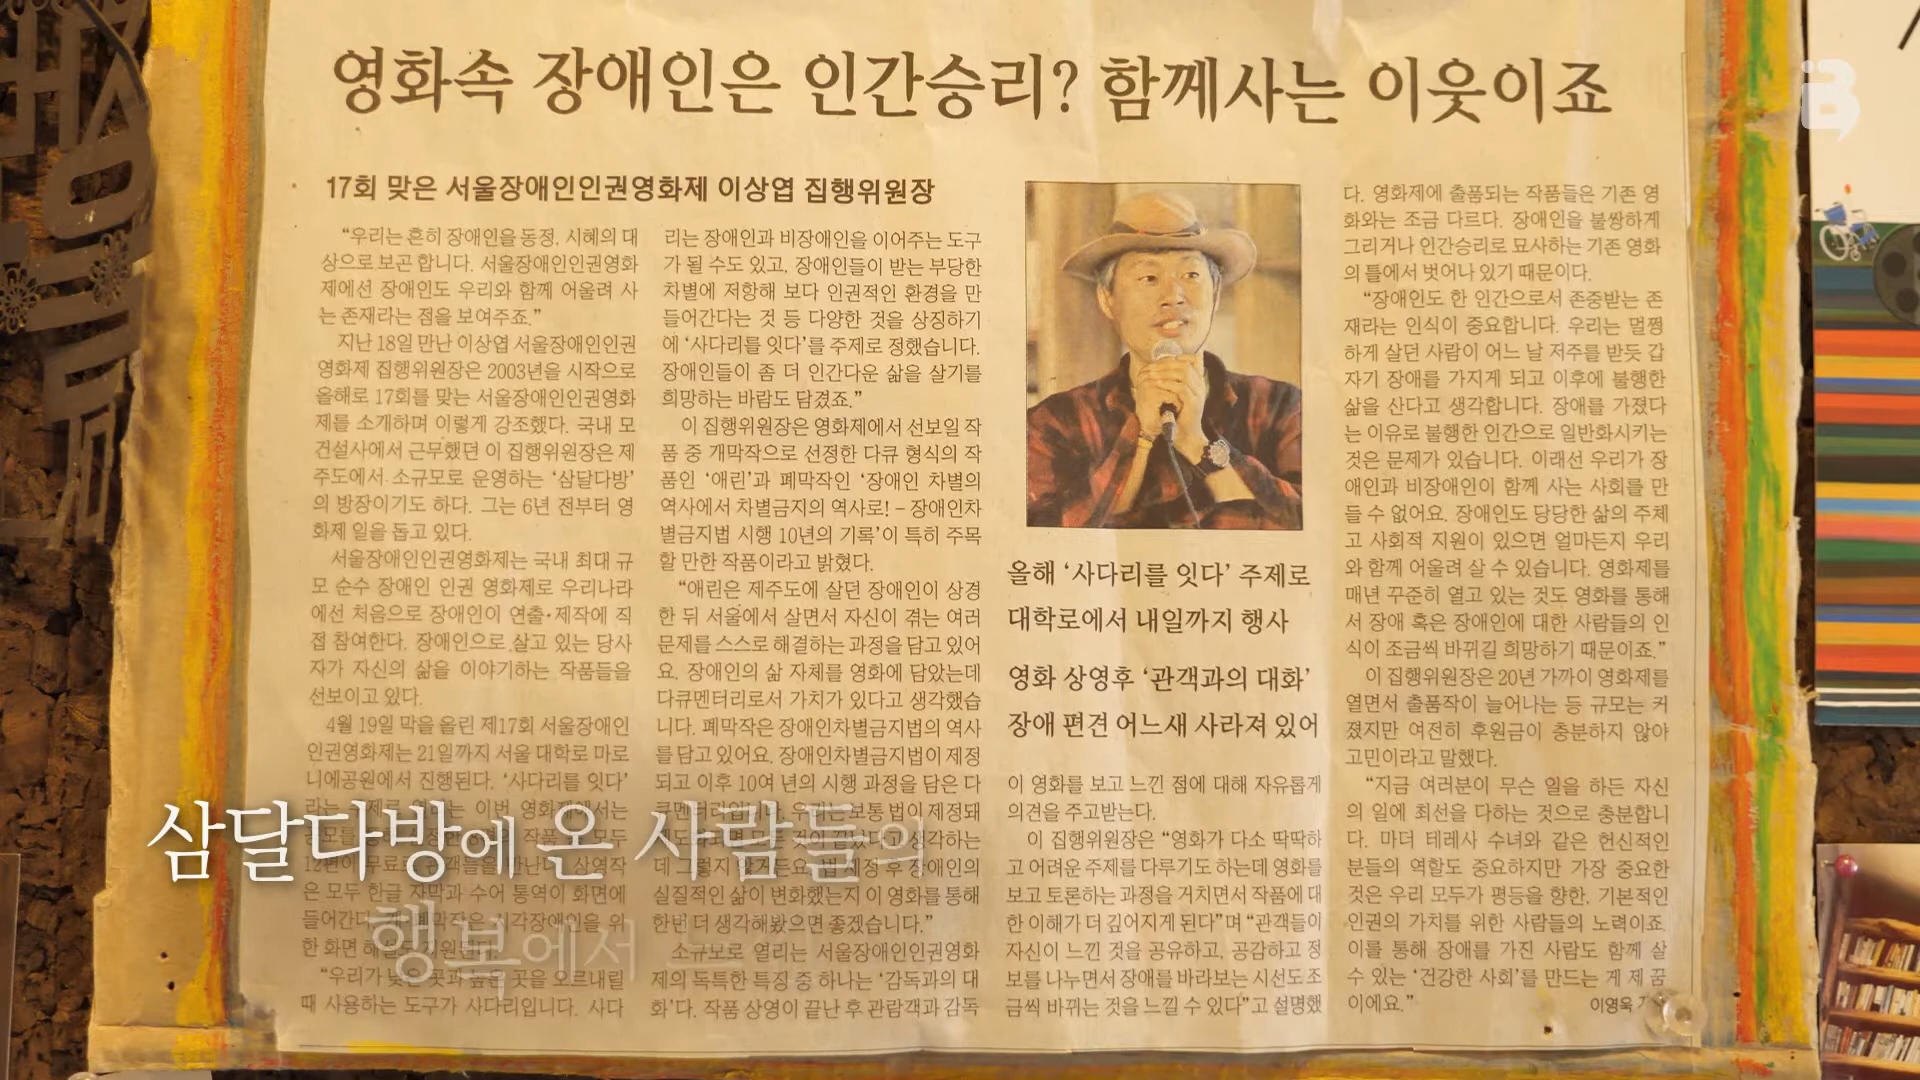 영화속 장애인은 인간승리? 함께사는 이웃이죠
17회 맞은 서울장애인인권영화제 이상엽 집행위원장
“우리는 흔히 장애인을 동정, 시혜의 대
상으로 보곤 합니다. 서울장애인인권영화
제에선 장애인도 우리와 함께 어울려 사
는 존재라는 점을 보여주죠.”
지난 18일 만난 이상엽 서울장애인인권
영화제 집행위원장은 2003년을 시작으로
올해로 17회를 맞는 서울장애인인권영화
제를 소개하며 이렇게 강조했다. 국내 모
건설사에서 근무했던 이 집행위원장은 제
주도에서 소규모로 운영하는 ‘삼달다방’
의 방장이기도 하다. 그는 6년 전부터 영
화제 일을 돕고 있다.
서울장애인인권영화제는 국내 최대 규
모 순수 장애인 인권 영화제로 우리나라
에선 처음으로 장애인이 연출·제작에 직
접 참여한다. 장애인으로 살고 있는 당사
자가 자신의 삶을 이야기하는 작품들을
선보이고 있다.
4월 19일 막을 올린 제17회 서울장애인
인권영화제는 21일까지 서울 대학로 마로
니에공원에서 진행된다. ‘사다리를 잇다’
이번 영화제에서는
은 모두 한글 자막과 수어 통역이 화면에
“우리가 낮은 곳과 높은 곳을 오르내릴
때 사용하는 도구가 사다리입니다. 사다
리는 장애인과 비장애인을 이어주는 도구
가 될 수도 있고, 장애인들이 받는 부당한
차별에 저항해 보다 인권적인 환경을 만
들어간다는 것 등 다양한 것을 상징하기
에 ‘사다리를 잇다’를 주제로 정했습니다.
장애인들이 좀 더 인간다운 삶을 살기를
희망하는 바람도 담겼죠.”
이 집행위원장은 영화제에서 선보일 작
품 중 개막작으로 선정한 다큐 형식의 작
품인 ‘애린’과 폐막작인 ‘장애인 차별의
역사에서 차별금지의 역사로! – 장애인차
별금지법 시행 10년의 기록’이 특히 주목
할 만한 작품이라고 밝혔다.
“애린은 제주도에 살던 장애인이 상경
한 뒤 서울에서 살면서 자신이 겪는 여러
문제를 스스로 해결하는 과정을 담고 있어
요. 장애인의 삶 자체를 영화에 담았는데
다큐멘터리로서 가치가 있다고 생각했습
니다. 폐막작은 장애인차별금지법의 역사
를 담고 있어요. 장애인차별금지법이 제정
되고 이후 10여 년의 시행 과정을 담은 다
보통 법이 제정돼
생각하는
장애인의
실질적인 삶이 변화했는지 이 영화를 통해
한번 더 생각해봤으면 좋겠습니다.”
소규모로 열리는 서울장애인인권영화
제의 독특한 특징 중 하나는 ‘감독과의 대
화’다. 작품 상영이 끝난 후 관람객과 감독
올해 ‘사다리를 잇다’ 주제로
대학로에서 내일까지 행사
영화 상영후 ‘관객과의 대화’
장애 편견 어느새 사라져 있어
이 영화를 보고 느낀 점에 대해 자유롭게
의견을 주고받는다.
이 집행위원장은 “영화가 다소 딱딱하
고 어려운 주제를 다루기도 하는데 영화를
보고 토론하는 과정을 거치면서 작품에 대
한 이해가 더 깊어지게 된다”며 “관객들이
자신이 느낀 것을 공유하고, 공감하고 정
보를 나누면서 장애를 바라보는 시선도 조
금씩 바뀌는 것을 느낄 수 있다”고 설명했
다. 영화제에 출품되는 작품들은 기존 영
화와는 조금 다르다. 장애인을 불쌍하게
그리거나 인간승리로 묘사하는 기존 영화
의 틀에서 벗어나 있기 때문이다.
“장애인도 한 인간으로서 존중받는 존
재라는 인식이 중요합니다. 우리는 멀쩡
하게 살던 사람이 어느 날 저주를 받듯 갑
자기 장애를 가지게 되고 이후에 불행한
삶을 산다고 생각합니다. 장애를 가졌다
는 이유로 불행한 인간으로 일반화시키는
것은 문제가 있습니다. 이래선 우리가 장
애인과 비장애인이 함께 사는 사회를 만
들 수 없어요. 장애인도 당당한 삶의 주체
고 사회적 지원이 있으면 얼마든지 우리
와 함께 어울려 살 수 있습니다. 영화제를
매년 꾸준히 열고 있는 것도 영화를 통해
서 장애 혹은 장애인에 대한 사람들의 인
식이 조금씩 바뀌길 희망하기 때문이죠.”
이 집행위원장은 20년 가까이 영화제를
열면서 출품작이 늘어나는 등 규모는 커
졌지만 여전히 후원금이 충분하지 않아
고민이라고 말했다.
“지금 여러분이 무슨 일을 하든 자신
의 일에 최선을 다하는 것으로 충분합니
다. 마더 테레사 수녀와 같은 헌신적인
분들의 역할도 중요하지만 가장 중요한
것은 우리 모두가 평등을 향한, 기본적인
인권의 가치를 위한 사람들의 노력이죠.
이를 통해 장애를 가진 사람도 함께 살
수 있는 ‘건강한 사회’를 만드는 게 제 꿈
이에요.”
이영욱
삼달다방에 온 사람들의
행복에서